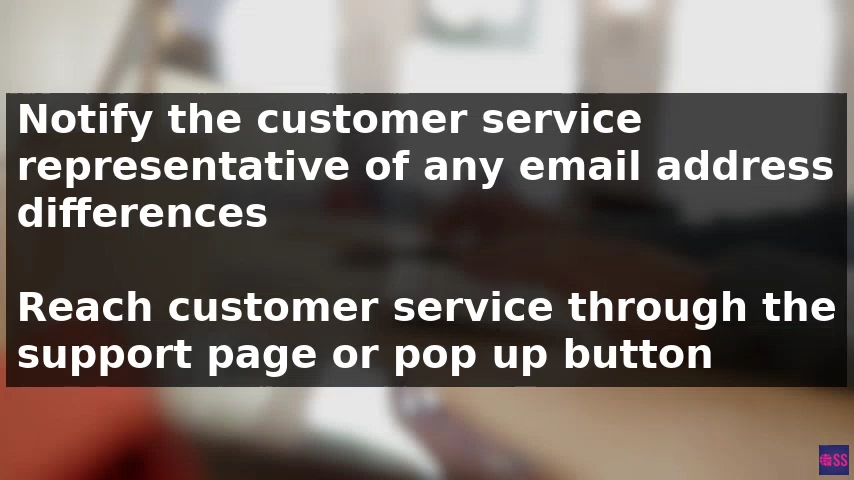 Notify the customer service
representative of any email address
differences
Reach customer service through the
support page or pop up button
SS